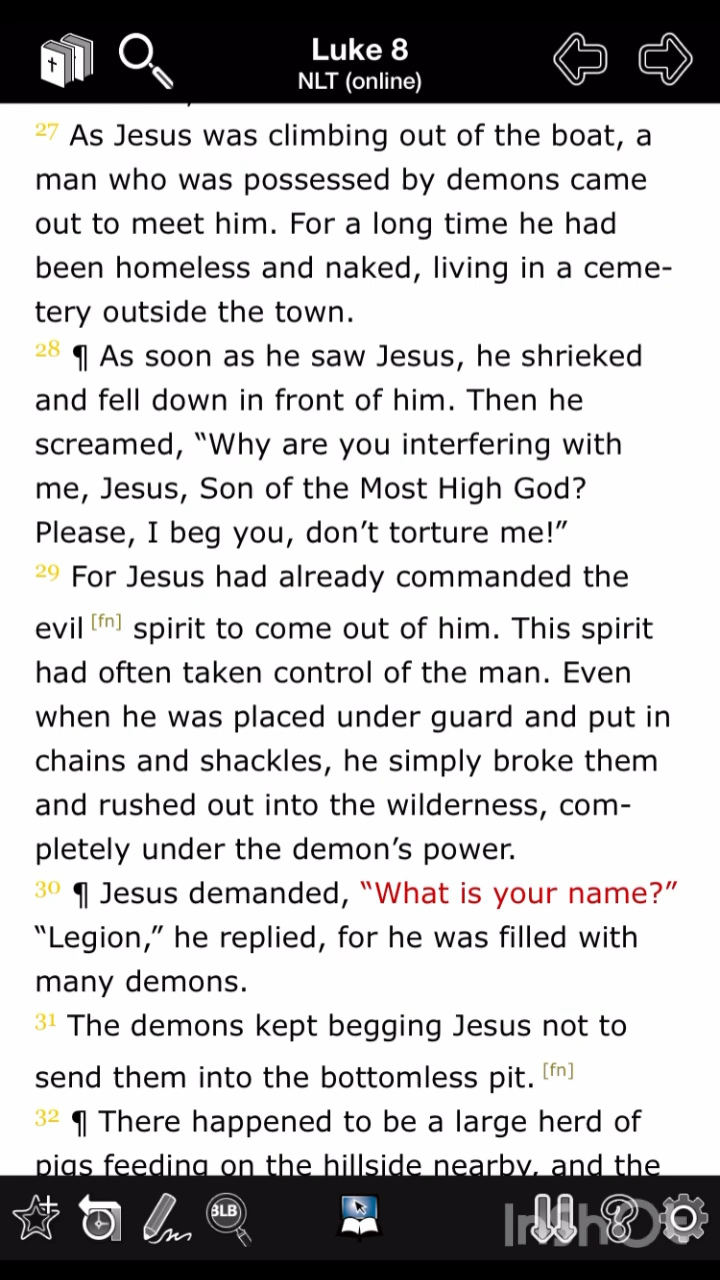 Luke 8
NLT (online)
27 As Jesus was climbing out of the boat, a
man who was possessed by demons came
out to meet him. For a long time he had
been homeless and naked, living in a ceme-
tery outside the town.
28 ¶ As soon as he saw Jesus, he shrieked
and fell down in front of him. Then he
screamed, “Why are you interfering with
me, Jesus, Son of the Most High God?
Please, I beg you, don’t torture me!”
29 For Jesus had already commanded the
evil [fn] spirit to come out of him. This spirit
had often taken control of the man. Even
when he was placed under guard and put in
chains and shackles, he simply broke them
and rushed out into the wilderness, com-
pletely under the demon’s power.
30 ¶ Jesus demanded, “What is your name?”
“Legion,” he replied, for he was filled with
many demons.
31 The demons kept begging Jesus not to
send them into the bottomless pit. [fn]
32 ¶ There happened to be a large herd of
pigs feeding on the hillside nearby, and the
BLB
InShOt